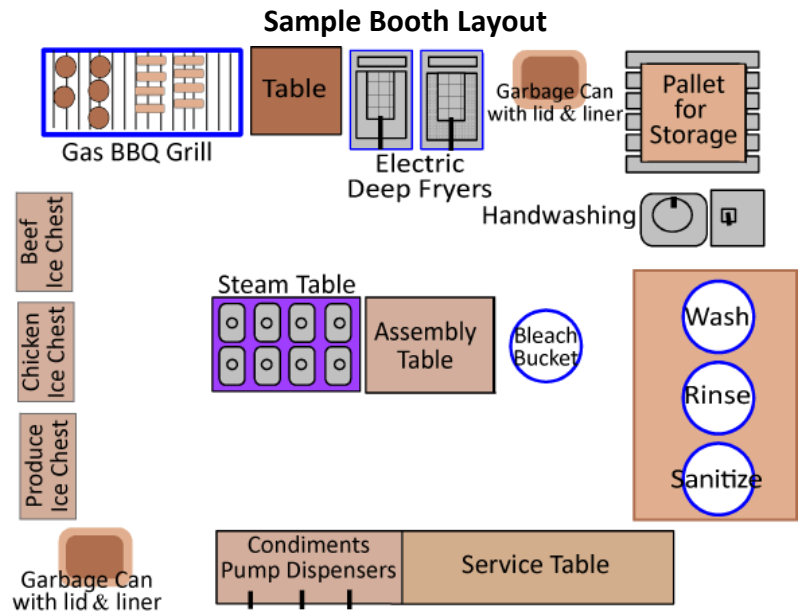 Sample Booth Layout
Table
Gas BBQ Grill
Electric
Deep Fryers
Garbage Can
with lid & liner
Pallet
for
Storage
Handwashing
Beef
Ice Chest
Chicken
Ice Chest
Produce
Ice Chest
Steam Table
Assembly
Table
Bleach
Bucket
Wash
Rinse
Sanitize
Garbage Can
with lid & liner
Condiments
Pump Dispensers
Service Table